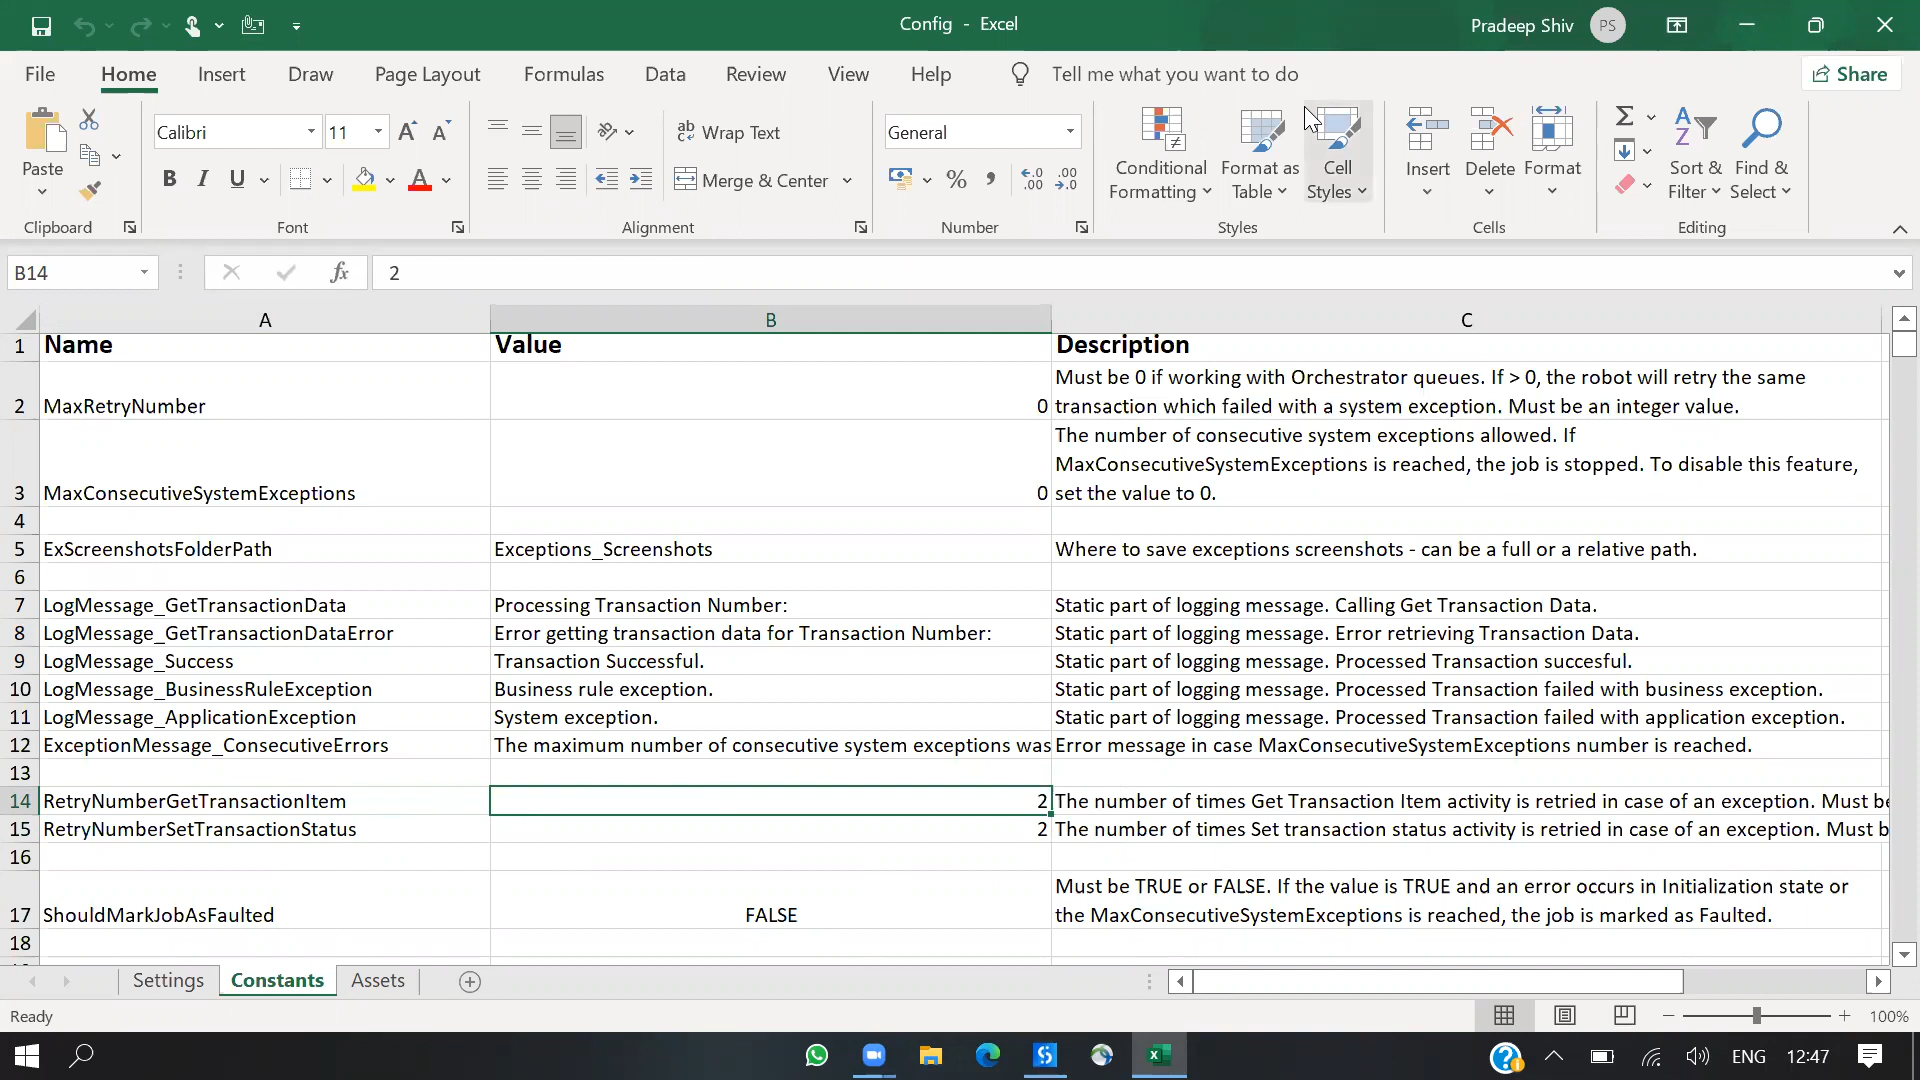 Config - Excel
Pradeep Shiv PS
File Home Insert Draw Page Layout Formulas Data Review View Help Tell me what you want to do Share
Paste
Clipboard
Calibri 11
B I U
Font
Wrap Text
Merge & Center
Alignment
General
Number
Conditional Formatting
Format as Table
Cell Styles
Styles
Insert Delete Format
Cells
Sort & Filter
Find & Select
Editing
B14 fx 2
A B C
1 Name Value Description
Must be 0 if working with Orchestrator queues. If > 0, the robot will retry the same
2 MaxRetryNumber 0 transaction which failed with a system exception. Must be an integer value.
The number of consecutive system exceptions allowed. If
MaxConsecutiveSystemExceptions is reached, the job is stopped. To disable this feature,
3 MaxConsecutiveSystemExceptions 0 set the value to 0.
4
5 ExScreenshotsFolderPath Exceptions_Screenshots Where to save exceptions screenshots - can be a full or a relative path.
6
7 LogMessage_GetTransactionData Processing Transaction Number: Static part of logging message. Calling Get Transaction Data.
8 LogMessage_GetTransactionDataError Error getting transaction data for Transaction Number: Static part of logging message. Error retrieving Transaction Data.
9 LogMessage_Success Transaction Successful. Static part of logging message. Processed Transaction succesful.
10 LogMessage_BusinessRuleException Business rule exception. Static part of logging message. Processed Transaction failed with business exception.
11 LogMessage_ApplicationException System exception. Static part of logging message. Processed Transaction failed with application exception.
12 ExceptionMessage_ConsecutiveErrors The maximum number of consecutive system exceptions was Error message in case MaxConsecutiveSystemExceptions number is reached.
13
14 RetryNumberGetTransactionItem 2 The number of times Get Transaction Item activity is retried in case of an exception. Must be
15 RetryNumberSetTransactionStatus 2 The number of times Set transaction status activity is retried in case of an exception. Must b
16
Must be TRUE or FALSE. If the value is TRUE and an error occurs in Initialization state or
17 ShouldMarkJobAsFaulted FALSE the MaxConsecutiveSystemExceptions is reached, the job is marked as Faulted.
18
Settings Constants Assets
Ready 100%
ENG 12:47